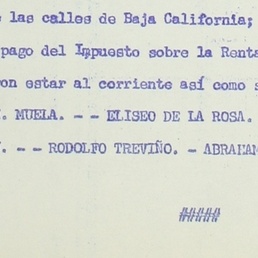 las calles de Baja California;
pago del Impuesto sobre la Renta
on estar al corriente así como s
. MUELA. - - ELISEO DE LA ROSA.
. - - RODOLFO TREVIÑO. - ABRAHAM
#####